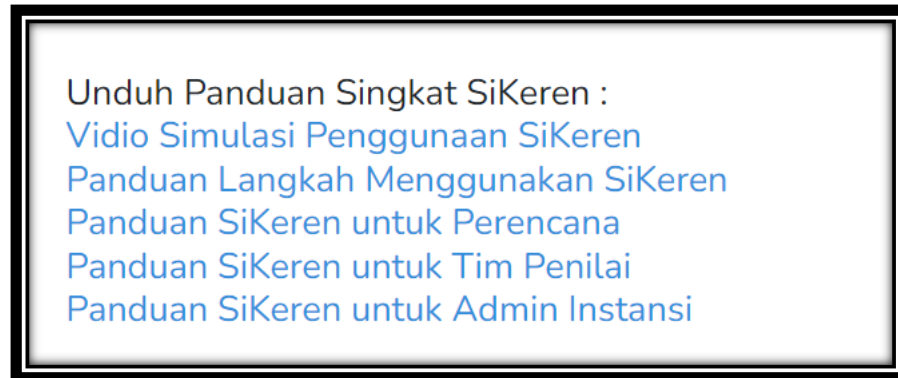 Unduh Panduan Singkat SiKeren :
Vidio Simulasi Penggunaan SiKeren
Panduan Langkah Menggunakan SiKeren
Panduan SiKeren untuk Perencana
Panduan SiKeren untuk Tim Penilai
Panduan SiKeren untuk Admin Instansi